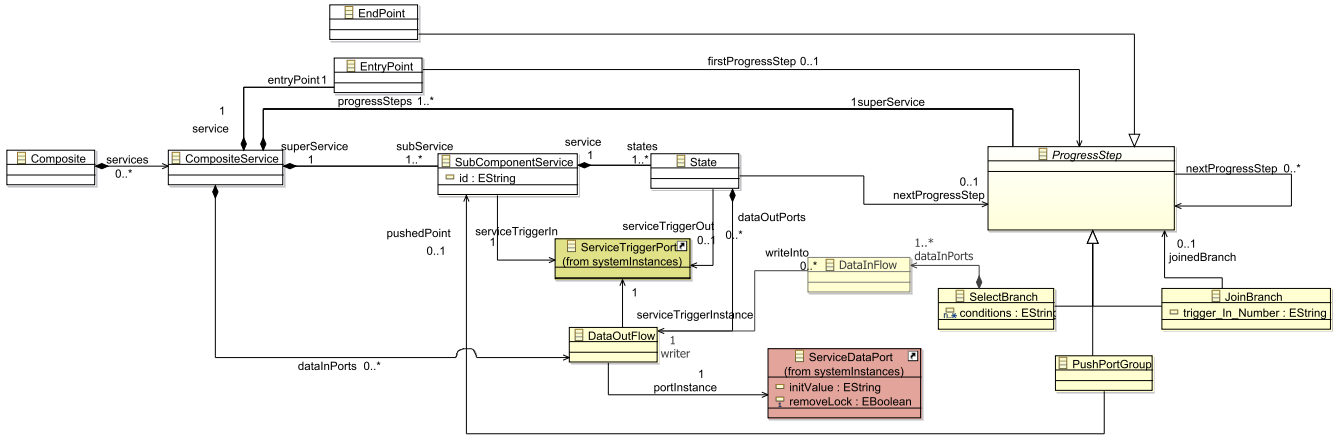 EndPoint
EntryPoint
firstProgressStep 0..1
entryPoint 1
progressSteps 1..*
1 superService
1
service
Composite
services
0..*
CompositeService
superService
1
subService
1..*
SubComponentService
id : EString
service
1
states
1..*
State
ProgressStep
nextProgressStep 0..*
0..1
nextProgressStep
dataOutPorts
0..*
pushedPoint
0..1
serviceTriggerIn
1
serviceTriggerOut
0..1
ServiceTriggerPort
(from systemInstances)
writeInto
0..*
DataInFlow
1..*
dataInPorts
0..1
joinedBranch
SelectBranch
conditions : EString
JoinBranch
trigger_In_Number : EString
1
serviceTriggerInstance
DataOutFlow
1
writer
dataInPorts 0..*
1
portInstance
ServiceDataPort
(from systemInstances)
initValue : EString
removeLock : EBoolean
PushPortGroup